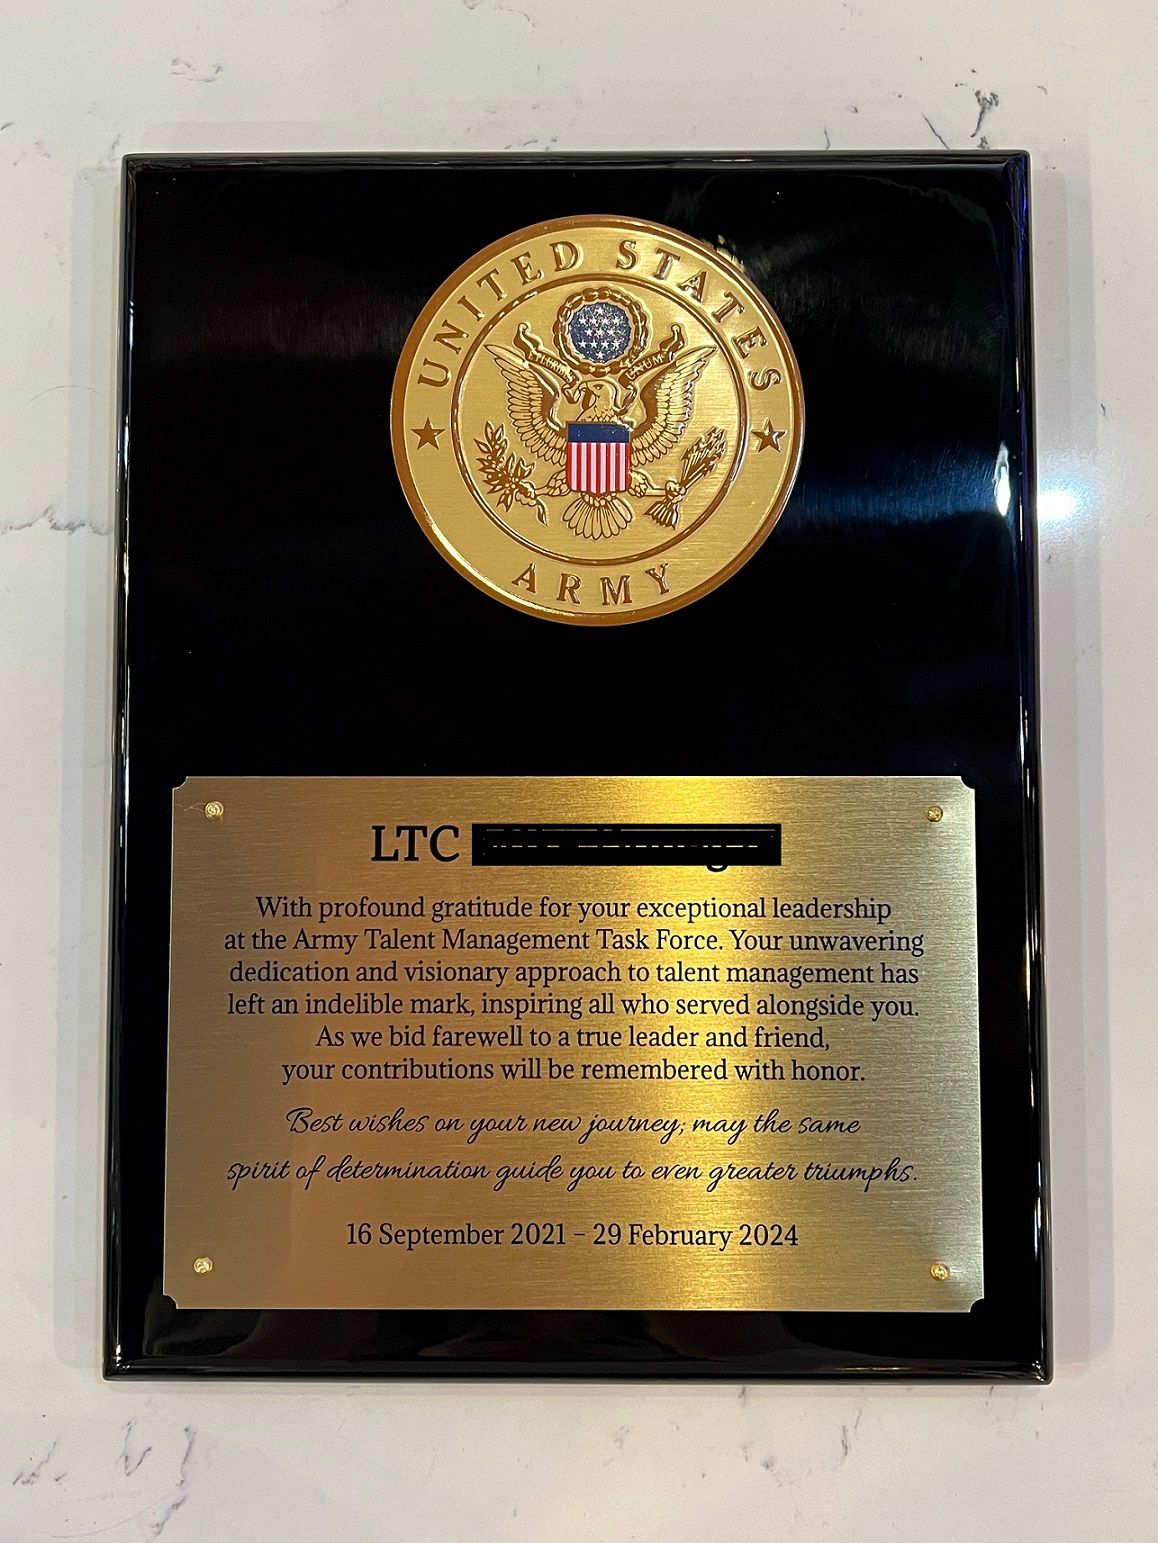 UNITED STATES
E PLURIBUS UNUM
ARMY
LTC
With profound gratitude for your exceptional leadership
at the Army Talent Management Task Force. Your unwavering
dedication and visionary approach to talent management has
left an indelible mark, inspiring all who served alongside you.
As we bid farewell to a true leader and friend,
your contributions will be remembered with honor.
Best wishes on your new journey; may the same
spirit of determination guide you to even greater triumphs.
16 September 2021 – 29 February 2024